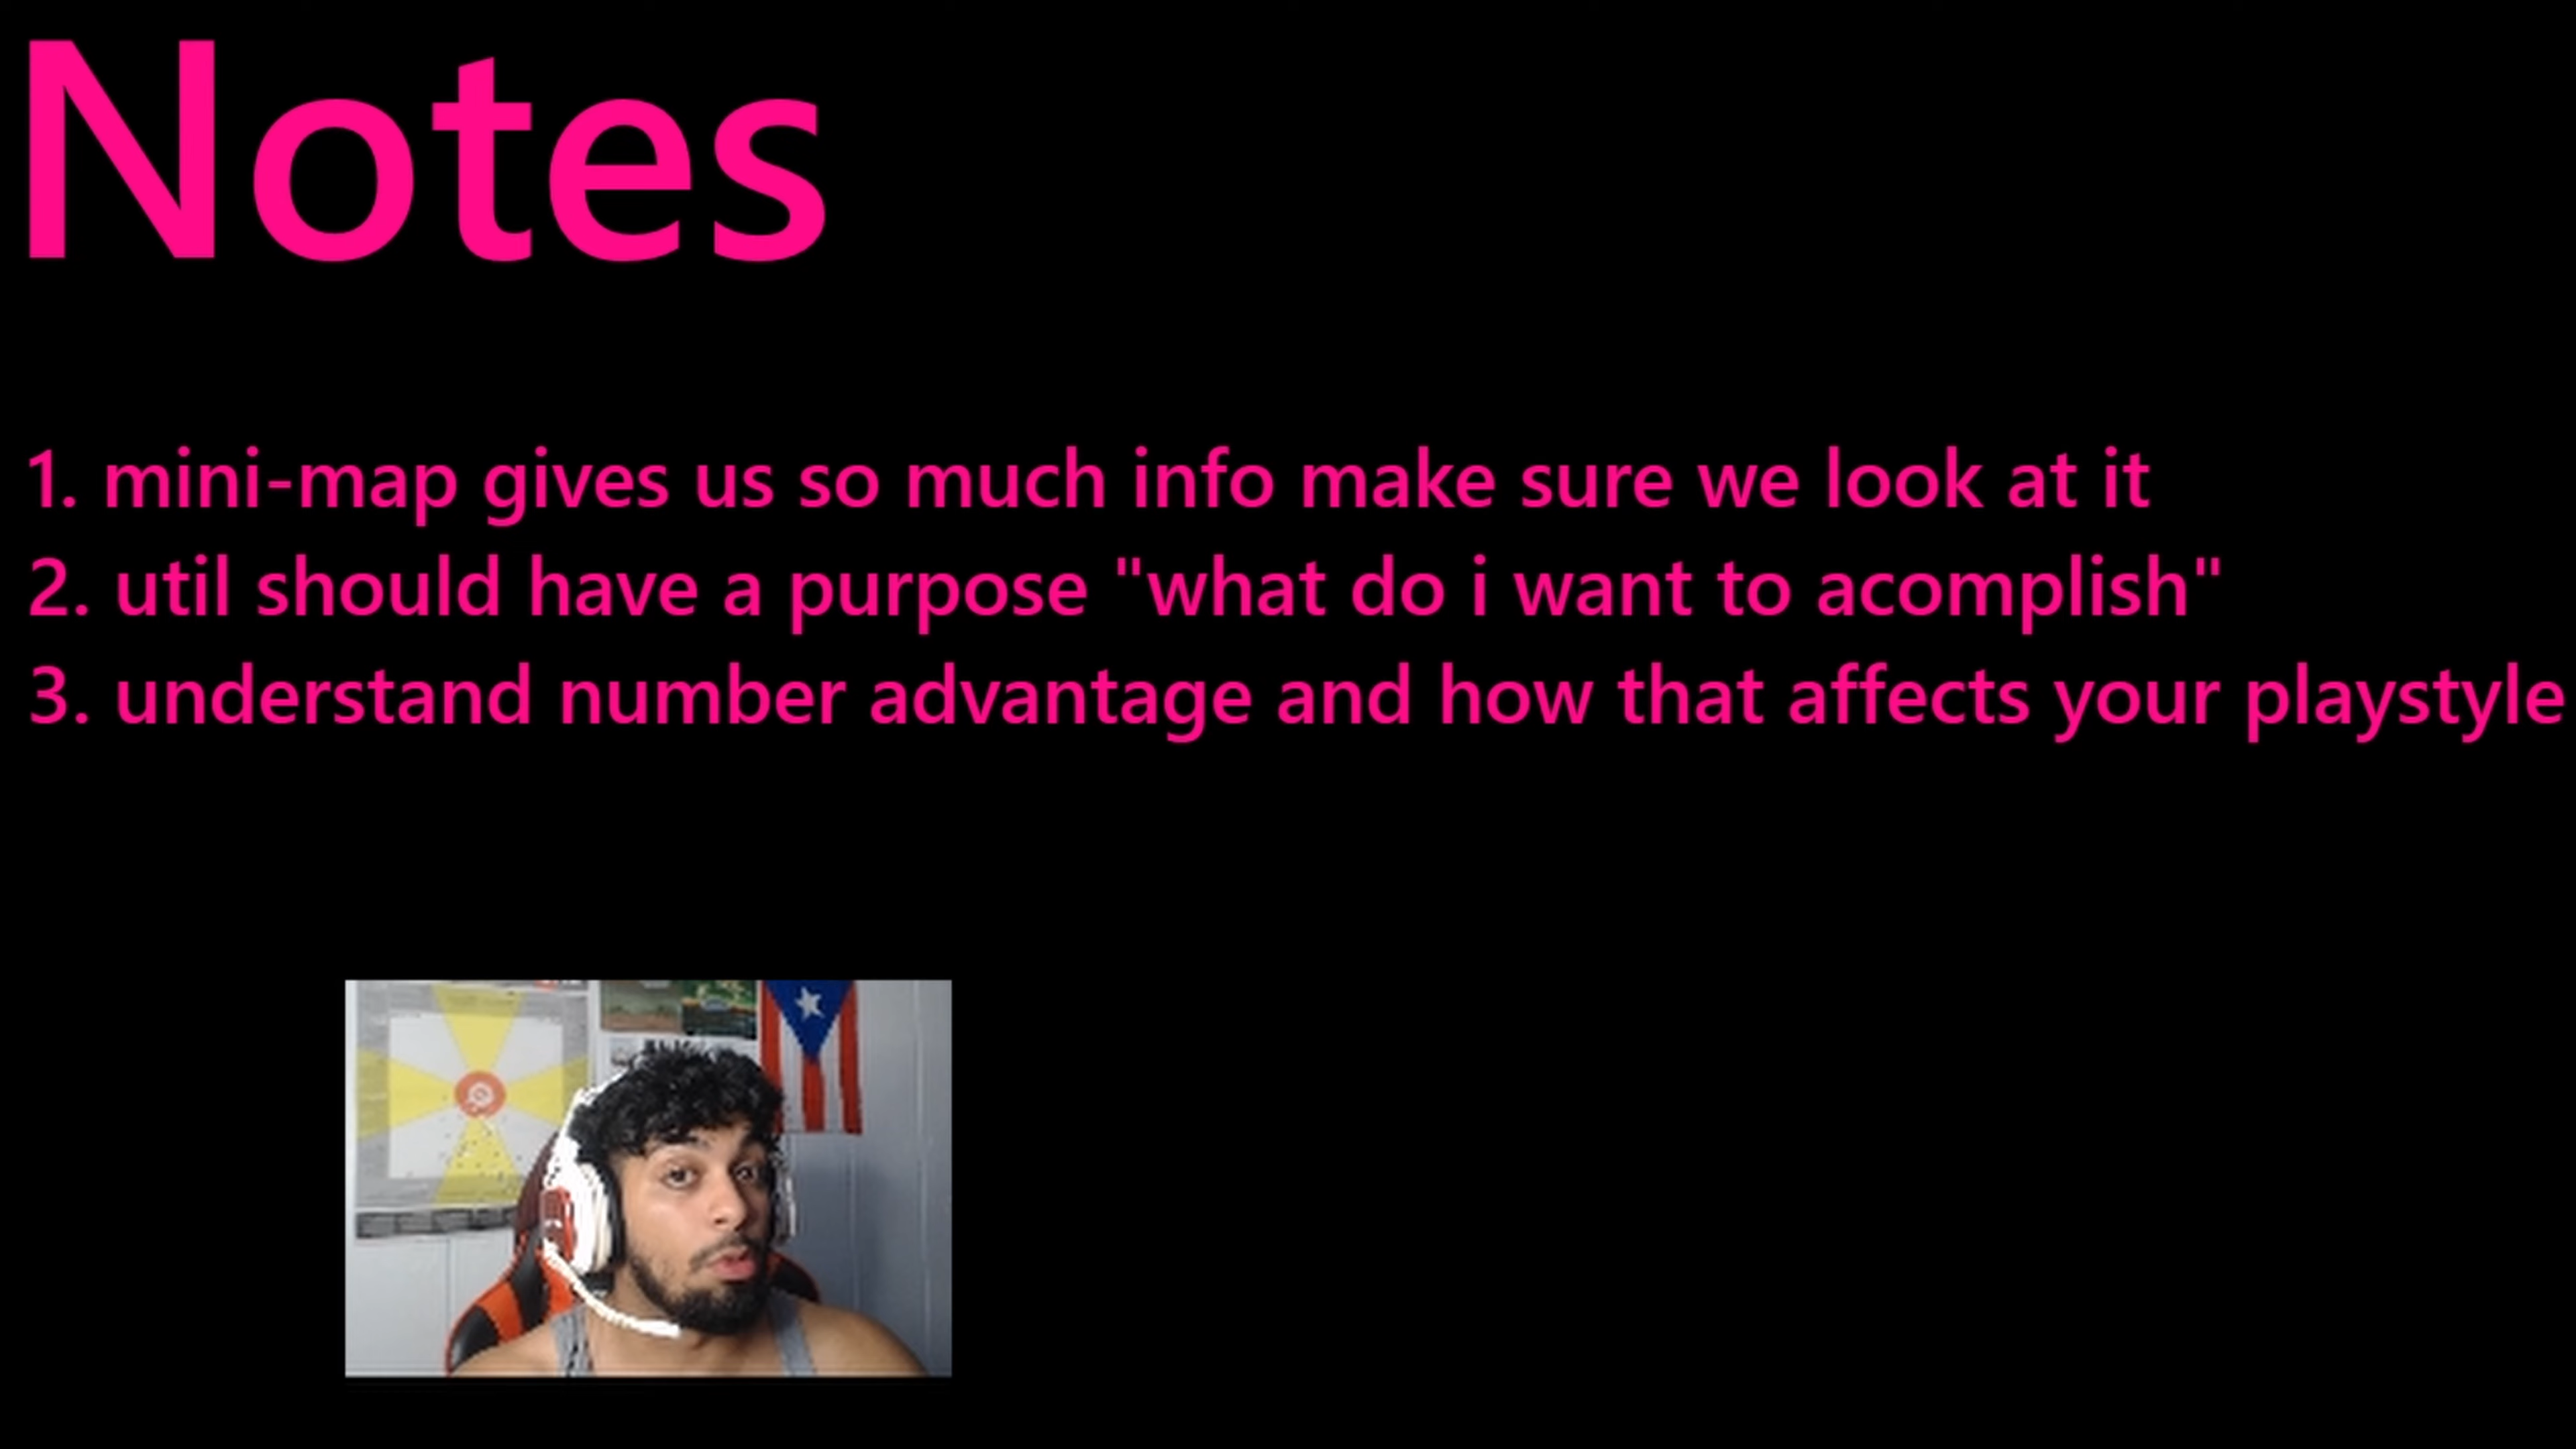 Notes
1. mini-map gives us so much info make sure we look at it
2. util should have a purpose "what do i want to acomplish"
3. understand number advantage and how that affects your playstyle